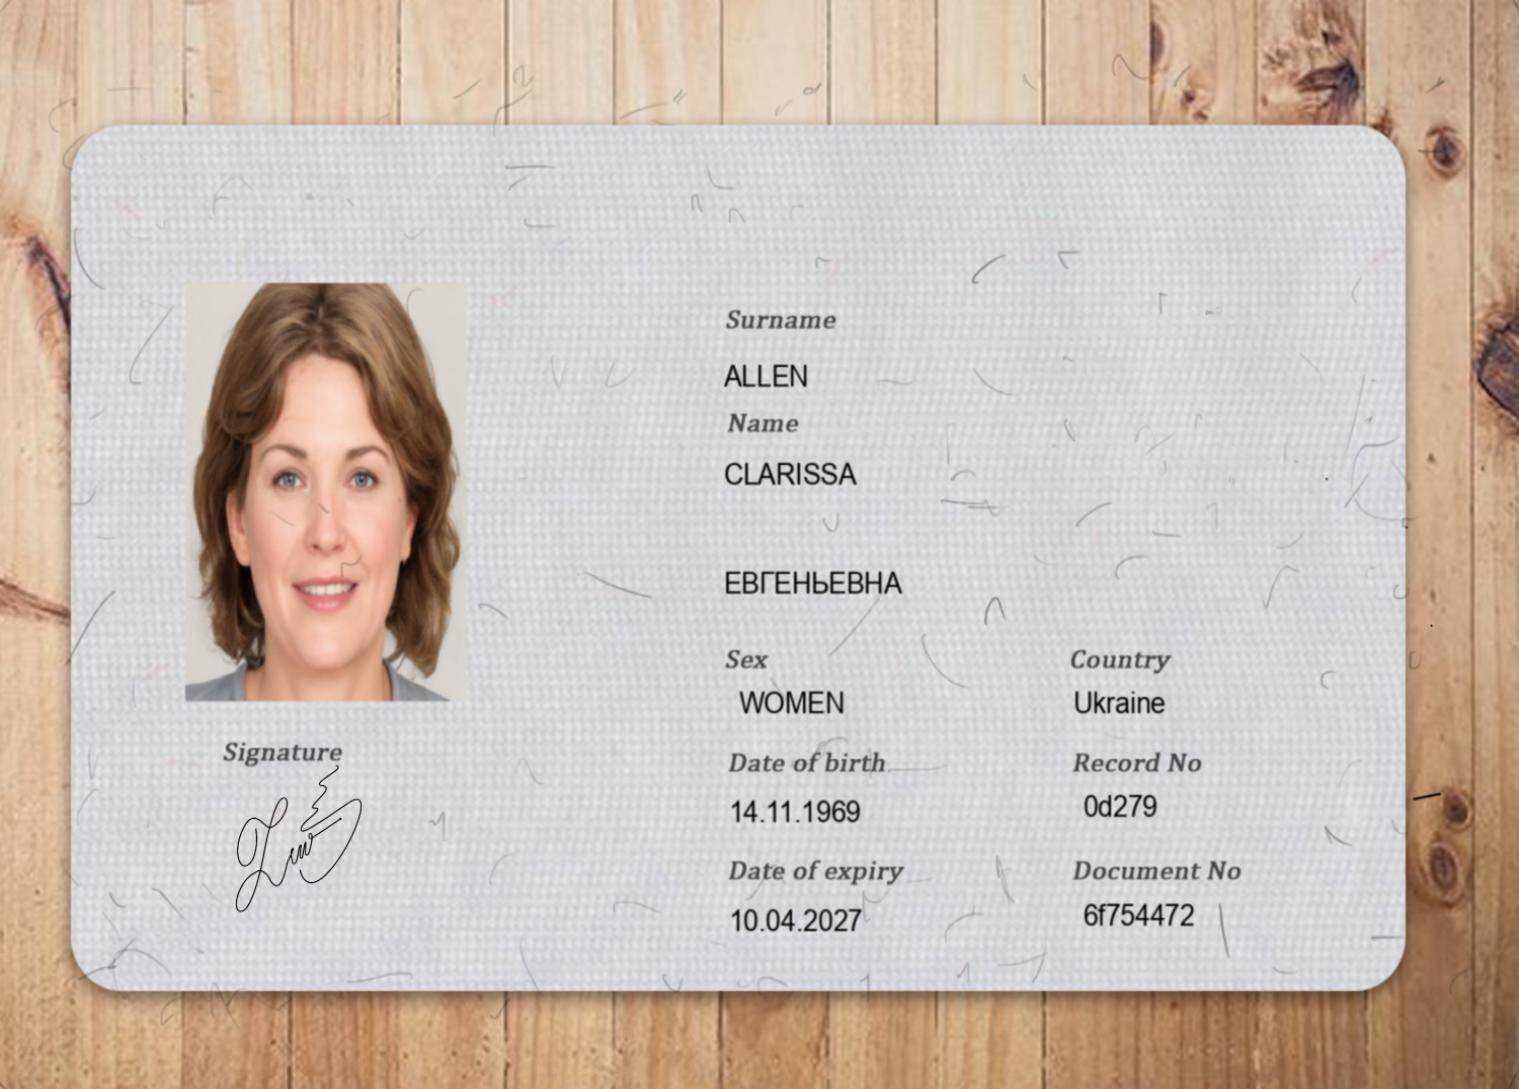 Surname
ALLEN
Name
CLARISSA
ЕВГЕНЬЕВНА
Sex
WOMEN
Country
Ukraine
Date of birth
14.11.1969
Record No
0d279
Date of expiry
10.04.2027
Document No
6f754472
Signature